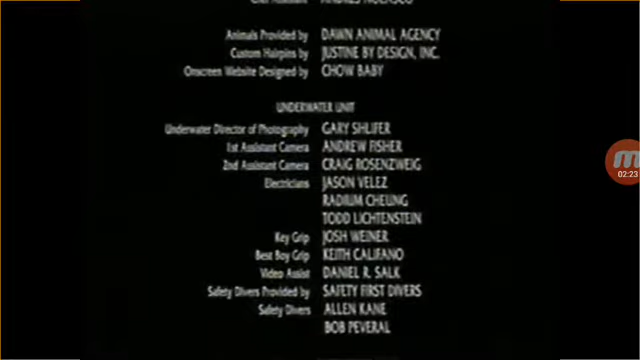 Animals Provided by DAWN ANIMAL AGENCY
Custom Hairpins by JUSTINE BY DESIGN, INC.
Onscreen Website Designed by CHOW BABY
UNDERWATER UNIT
Underwater Director of Photography GARY SHLIFER
1st Assistant Camera ANDREW FISHER
2nd Assistant Camera CRAIG ROSENZWEIG
Electricians JASON VELEZ
RADIUM CHEUNG
TODD LICHTENSTEIN
Key Grip JOSH WEINER
Best Boy Grip KEITH CALIFANO
Video Assist DANIEL R. SALK
Safety Divers Provided by SAFETY FIRST DIVERS
Safety Divers ALLEN KANE
BOB PEVERAL
02:23